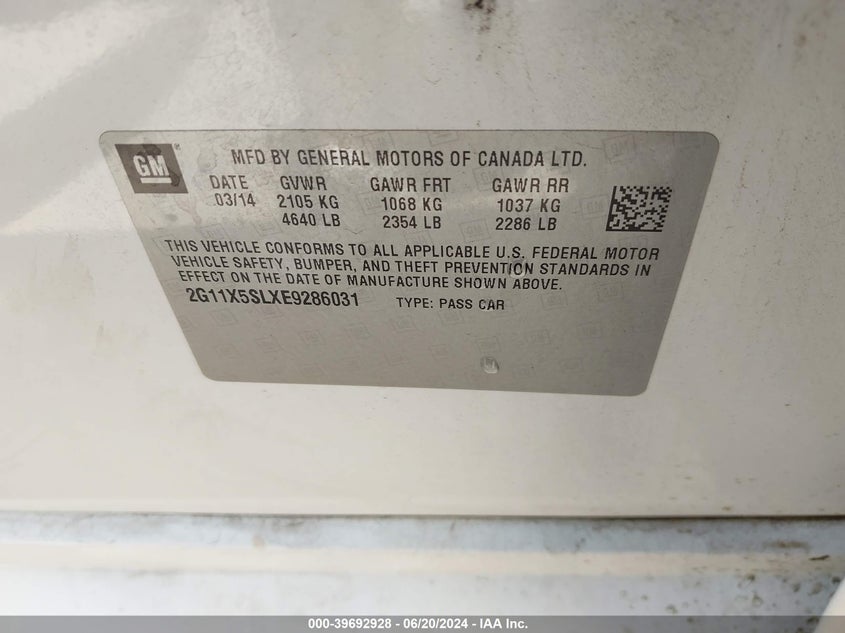 GM
MFD BY GENERAL MOTORS OF CANADA LTD.
DATE GVWR GAWR FRT GAWR RR
03/14 2105 KG 1068 KG 1037 KG
4640 LB 2354 LB 2286 LB
THIS VEHICLE CONFORMS TO ALL APPLICABLE U.S. FEDERAL MOTOR
VEHICLE SAFETY, BUMPER, AND THEFT PREVENTION STANDARDS IN
EFFECT ON THE DATE OF MANUFACTURE SHOWN ABOVE.
2G11X5SLXE9286031 TYPE: PASS CAR
000-39692928 - 06/20/2024 - IAA Inc.